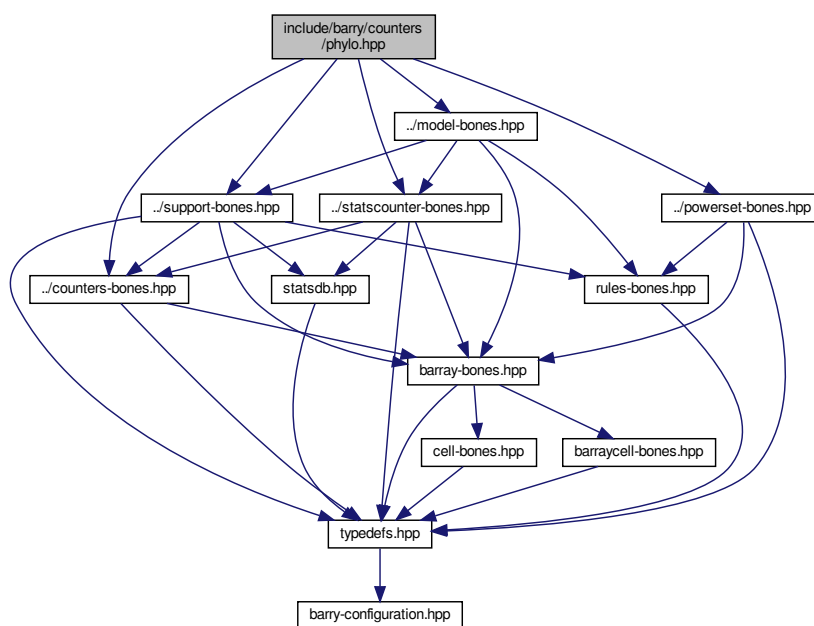 include/barry/counters
/phylo.hpp
../model-bones.hpp
../support-bones.hpp
../statscounter-bones.hpp
../powerset-bones.hpp
../counters-bones.hpp
statsdb.hpp
rules-bones.hpp
barray-bones.hpp
cell-bones.hpp
barraycell-bones.hpp
typedefs.hpp
barry-configuration.hpp